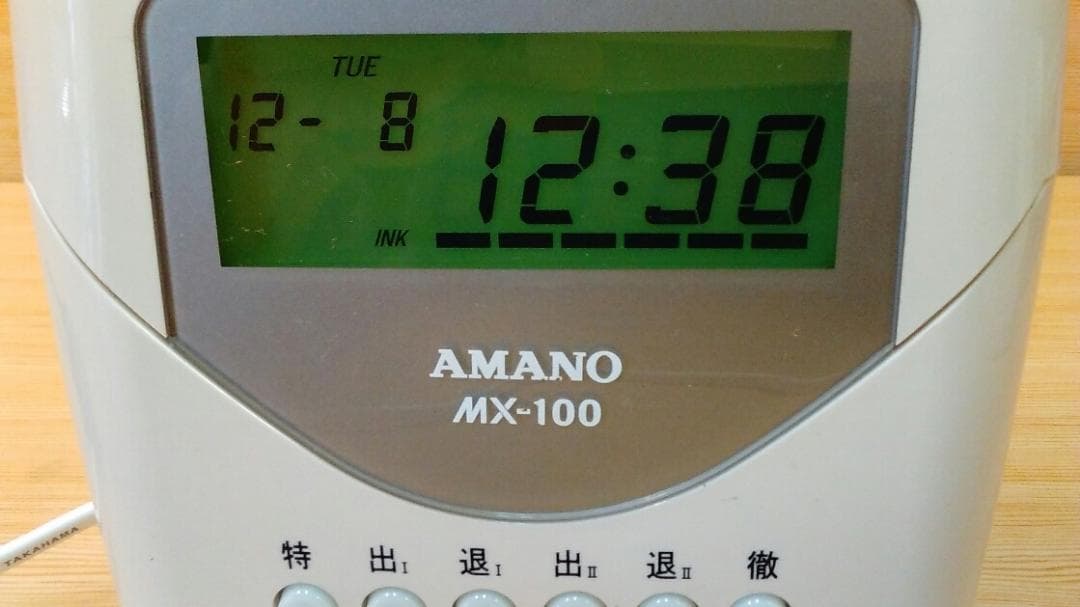 TUE
12- 8 12:38
INK
AMANO
MX-100
特 出I 退I 出II 退II 徹
TAKAHAMA